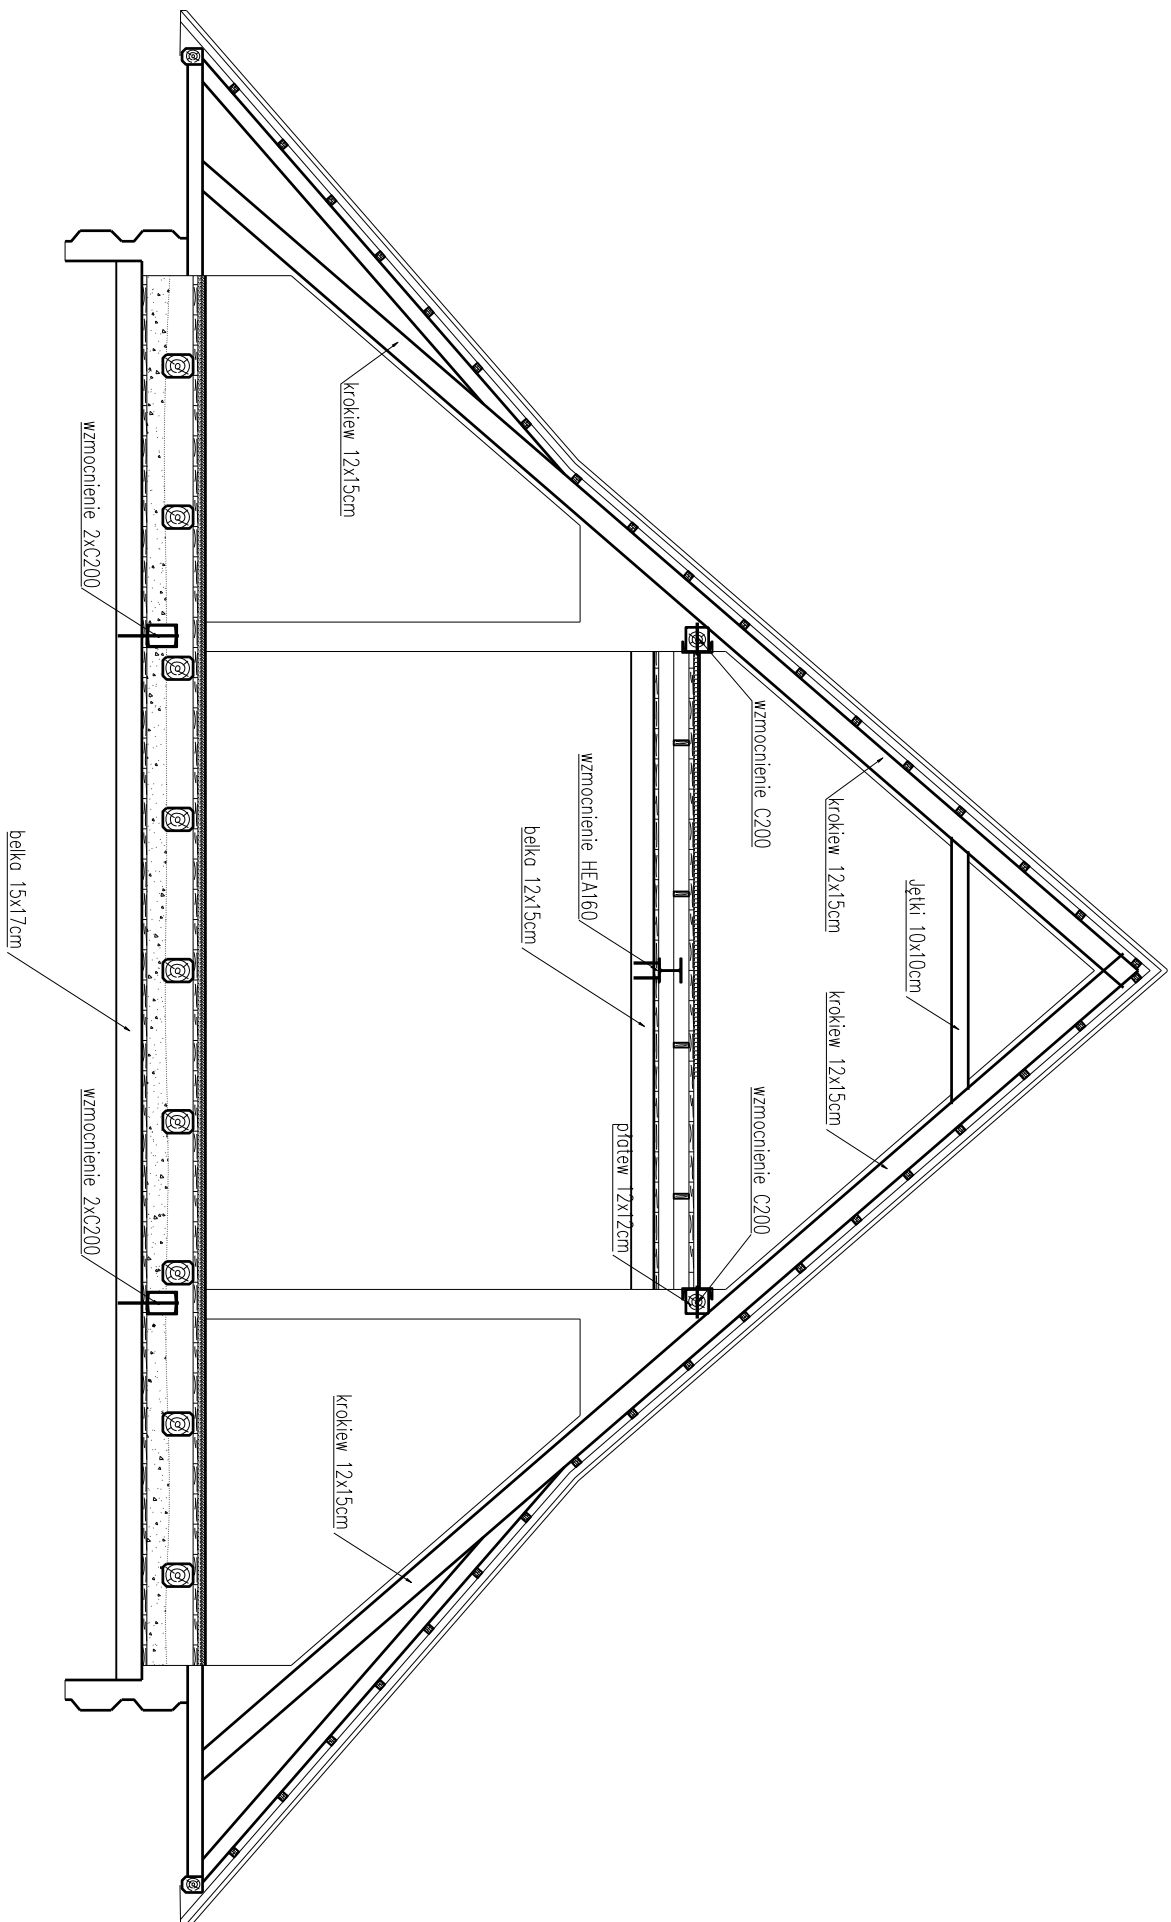 Jętki 10x10cm
krokiew 12x15cm
krokiew 12x15cm
wzmocnienie C200
wzmocnienie C200
płatew 12x12cm
wzmocnienie HEA160
belka 12x15cm
krokiew 12x15cm
krokiew 12x15cm
wzmocnienie 2xC200
wzmocnienie 2xC200
belka 15x17cm